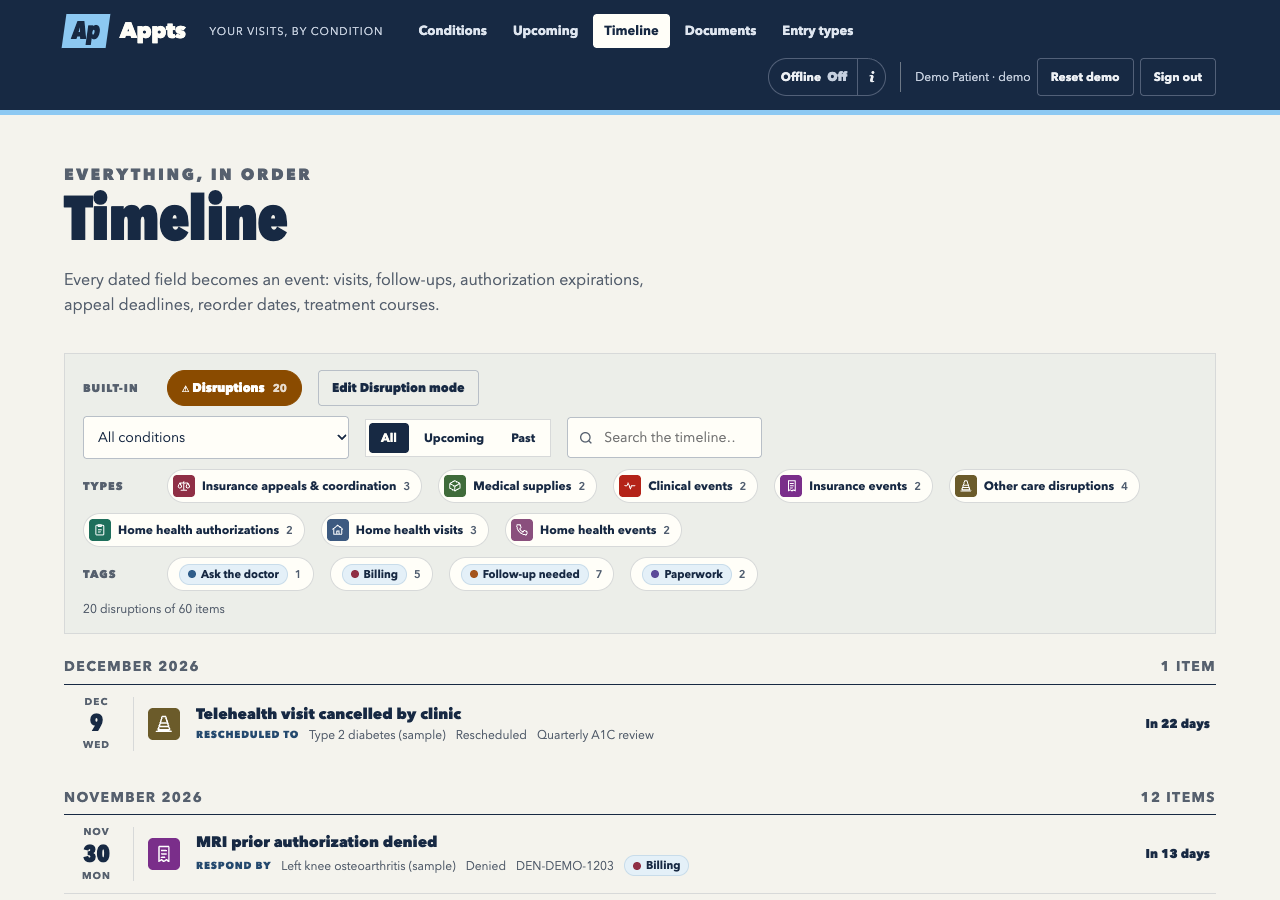 Ap Appts YOUR VISITS, BY CONDITION Conditions Upcoming Timeline Documents Entry types
Offline Off i Demo Patient · demo Reset demo Sign out
EVERYTHING, IN ORDER
Timeline
Every dated field becomes an event: visits, follow-ups, authorization expirations,
appeal deadlines, reorder dates, treatment courses.
BUILT-IN ⚠ Disruptions 20 Edit Disruption mode
All conditions All Upcoming Past Search the timeline..
TYPES Insurance appeals & coordination 3 Medical supplies 2 Clinical events 2 Insurance events 2 Other care disruptions 4
Home health authorizations 2 Home health visits 3 Home health events 2
TAGS Ask the doctor 1 Billing 5 Follow-up needed 7 Paperwork 2
20 disruptions of 60 items
DECEMBER 2026 1 ITEM
DEC
9
WED
Telehealth visit cancelled by clinic
RESCHEDULED TO Type 2 diabetes (sample) Rescheduled Quarterly A1C review
In 22 days
NOVEMBER 2026 12 ITEMS
NOV
30
MON
MRI prior authorization denied
RESPOND BY Left knee osteoarthritis (sample) Denied DEN-DEMO-1203 Billing
In 13 days